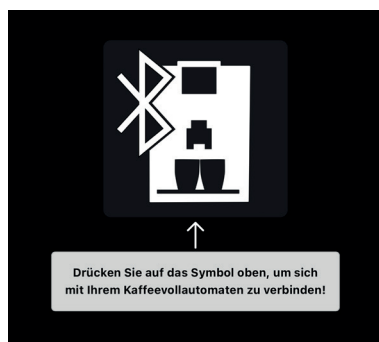 Drücken Sie auf das Symbol oben, um sich
mit Ihrem Kaffeevollautomaten zu verbinden!